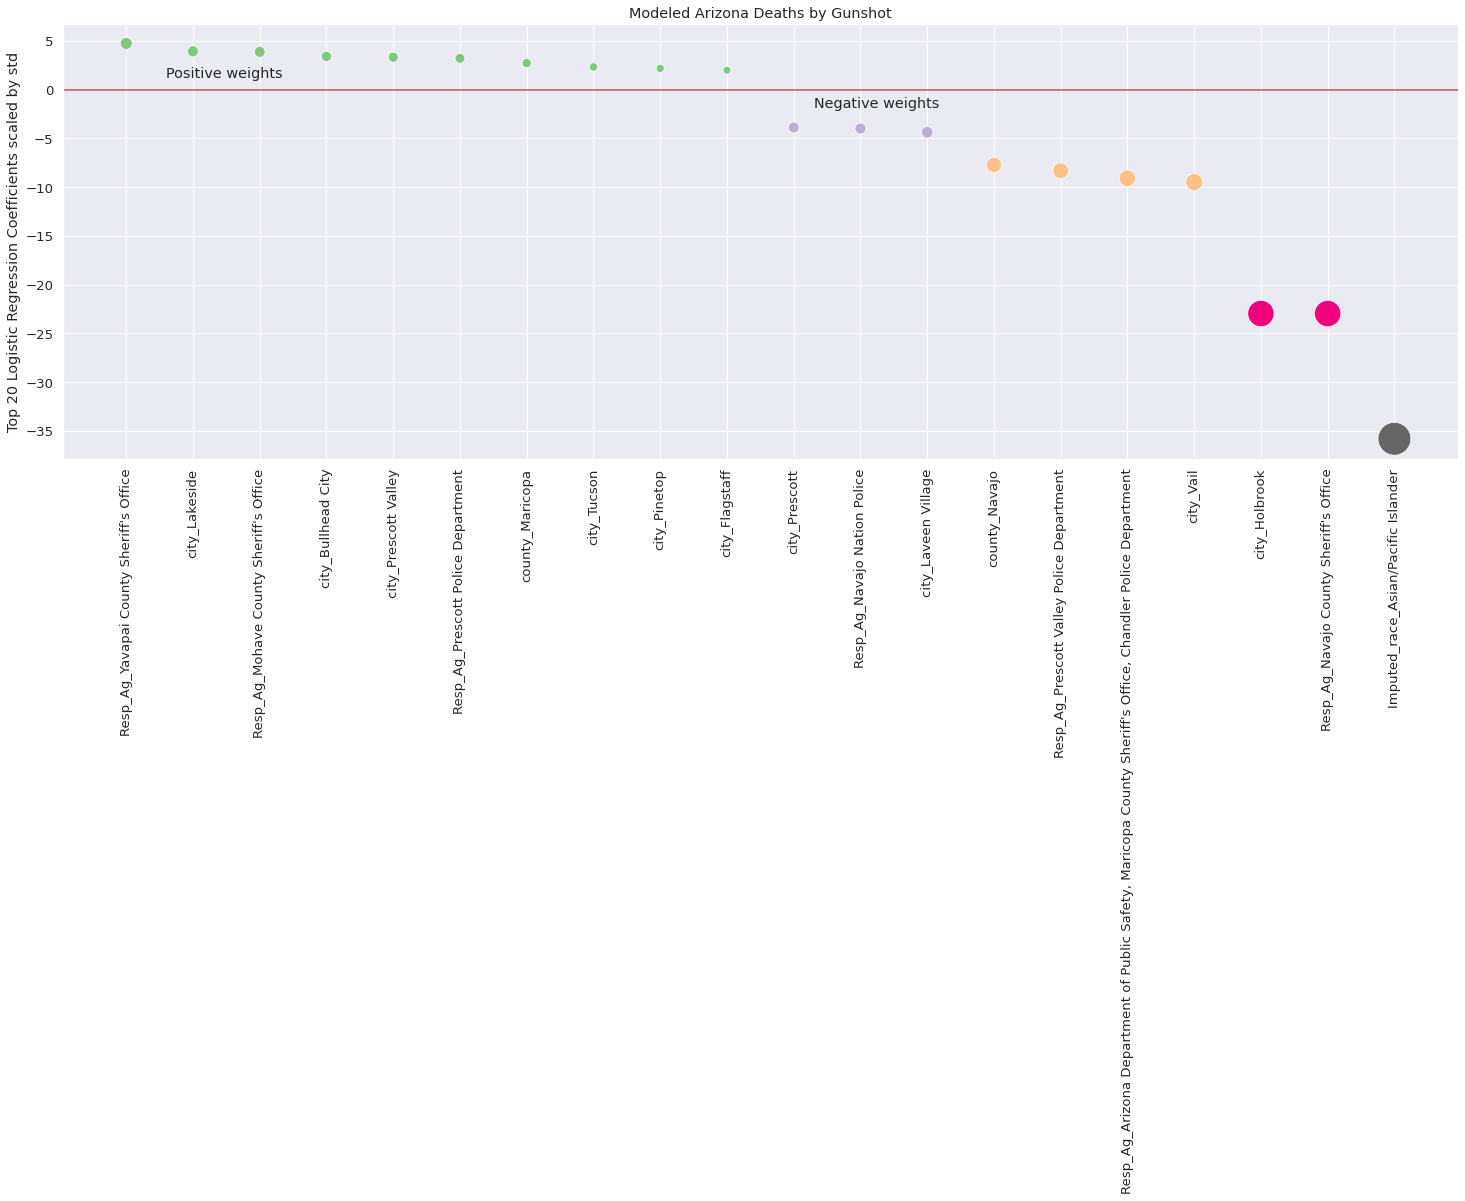 Modeled Arizona Deaths by Gunshot
Top 20 Logistic Regression Coefficients scaled by std
5
0
−5
−10
−15
−20
−25
−30
−35
Positive weights
Negative weights
Resp_Ag_Yavapai County Sheriff's Office
city_Lakeside
Resp_Ag_Mohave County Sheriff's Office
city_Bullhead City
city_Prescott Valley
Resp_Ag_Prescott Police Department
county_Maricopa
city_Tucson
city_Pinetop
city_Flagstaff
city_Prescott
Resp_Ag_Navajo Nation Police
city_Laveen Village
county_Navajo
Resp_Ag_Prescott Valley Police Department
Resp_Ag_Arizona Department of Public Safety, Maricopa County Sheriff's Office, Chandler Police Department
city_Vail
city_Holbrook
Resp_Ag_Navajo County Sheriff's Office
Imputed_race_Asian/Pacific Islander